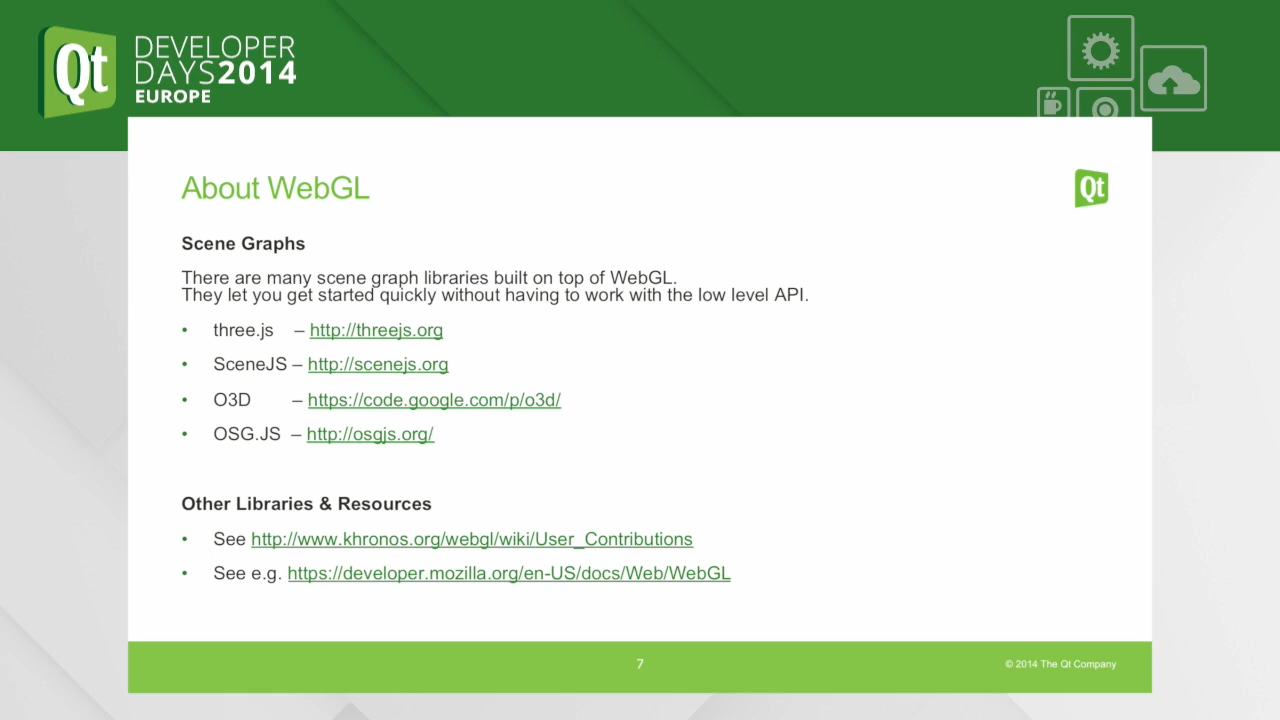 Qt
DEVELOPER
DAYS2014
EUROPE
About WebGL
Qt
Scene Graphs
There are many scene graph libraries built on top of WebGL.
They let you get started quickly without having to work with the low level API.
• three.js – http://threejs.org
• SceneJS – http://scenejs.org
• O3D – https://code.google.com/p/o3d/
• OSG.JS – http://osgjs.org/
Other Libraries & Resources
• See http://www.khronos.org/webgl/wiki/User_Contributions
• See e.g. https://developer.mozilla.org/en-US/docs/Web/WebGL
7
© 2014 The Qt Company